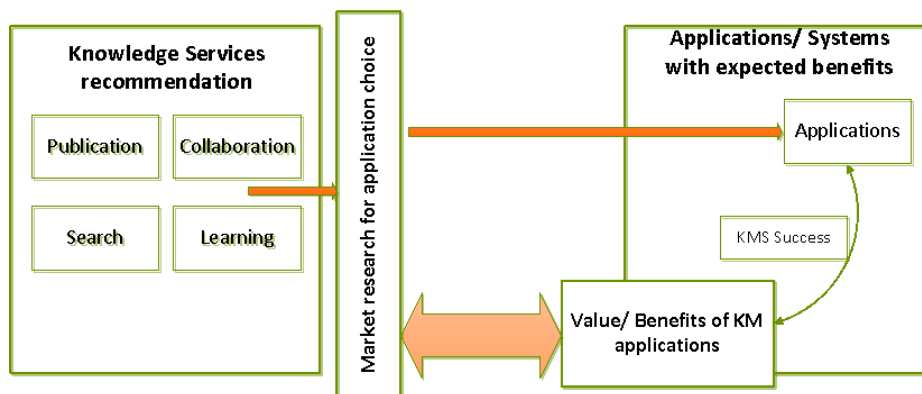 Knowledge Services
recommendation
Publication
Collaboration
Search
Learning
Market research for application choice
Applications/ Systems
with expected benefits
Applications
KMS Success
Value/ Benefits of KM
applications